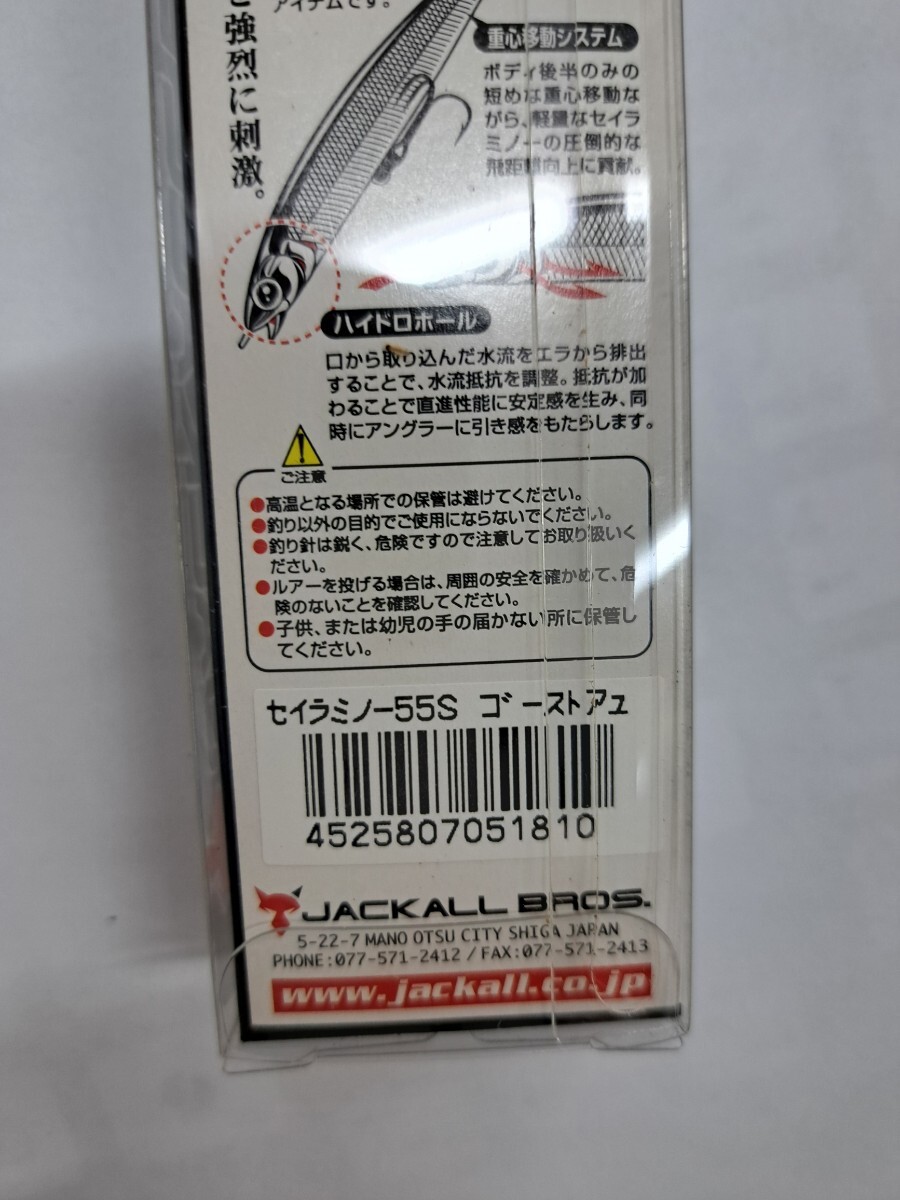 アイテムです。
強烈に刺激。
重心移動システム
ボディ後半のみの
短めな重心移動な
がら、軽量なセイラ
ミノーの圧倒的な
飛距離向上に貢献。
ハイドロホール
口から取り込んだ水流をエラから排出
することで、水流抵抗を調整。抵抗が加
わることで直進性能に安定感を生み、同
時にアングラーに引き感をもたらします。
ご注意
●高温となる場所での保管は避けてください。
●釣り以外の目的でご使用にならないでください。
●釣り針は鋭く、危険ですので注意してお取り扱いく
ださい。
●ルアーを投げる場合は、周囲の安全を確かめて、危
険のないことを確認してください。
●子供、または幼児の手の届かない所に保管し
てください。
セイラミノー55S ゴーストアユ
4525807051810
JACKALL BROS.
5-22-7 MANO OTSU CITY SHIGA JAPAN
PHONE:077-571-2412 / FAX:077-571-2413
www.jackall.co.jp